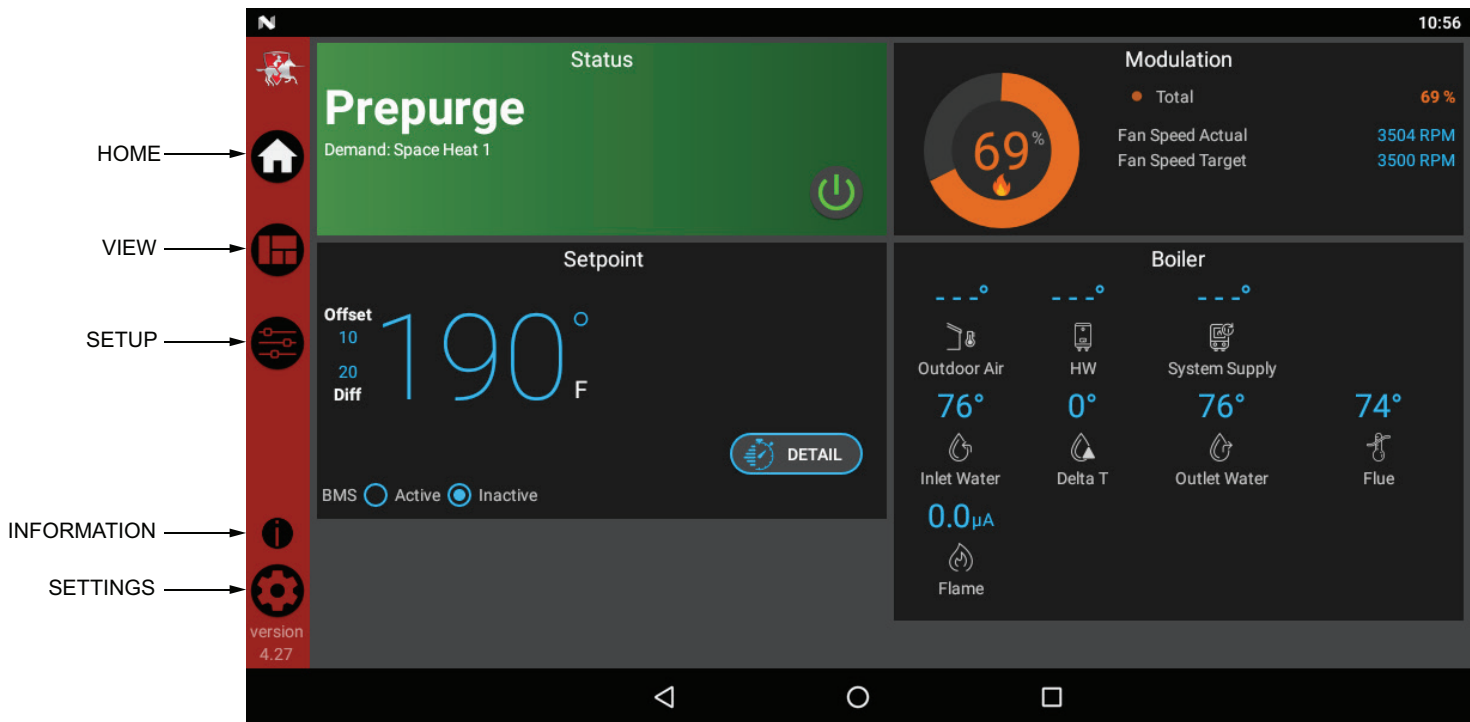 10:56
HOME
VIEW
SETUP
INFORMATION
SETTINGS
version
4.27
Status
Prepurge
Demand: Space Heat 1
Modulation
69%
Total 69 %
Fan Speed Actual 3504 RPM
Fan Speed Target 3500 RPM
Setpoint
Offset
10
20
Diff
190° F
DETAIL
BMS Active Inactive
Boiler
- - -° - - -° - - -°
Outdoor Air HW System Supply
76° 0° 76° 74°
Inlet Water Delta T Outlet Water Flue
0.0µA
Flame